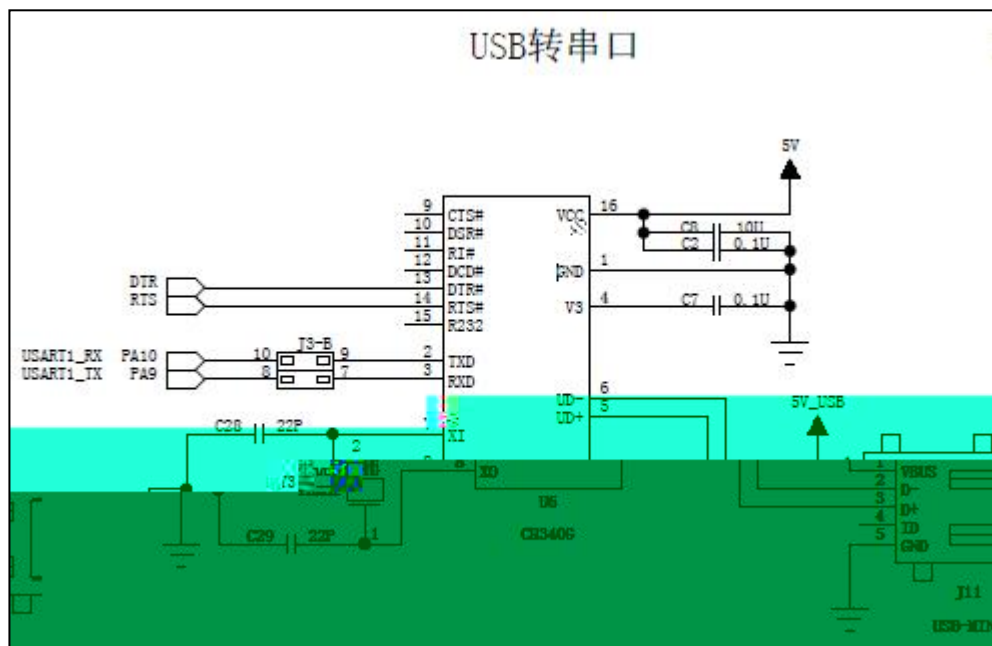 USB转串口
5V
9 CTS#
10 DSR#
11 RI#
12 DCD#
13 DTR#
14 RTS#
15 R232
VCC 16
C8 10U
C2 0.1U
GND 1
V3 4 C7 0.1U
DTR
RTS
J3-B
USART1_RX PA10 10 9 2 TXD
USART1_TX PA9 8 7 3 RXD
UD- 6
UD+ 5
5V_USB
C28 22P
XI
2
XO
U6
CH340G
C29 22P 1
1 VBUS
2 D-
3 D+
4 ID
5 GND
J11